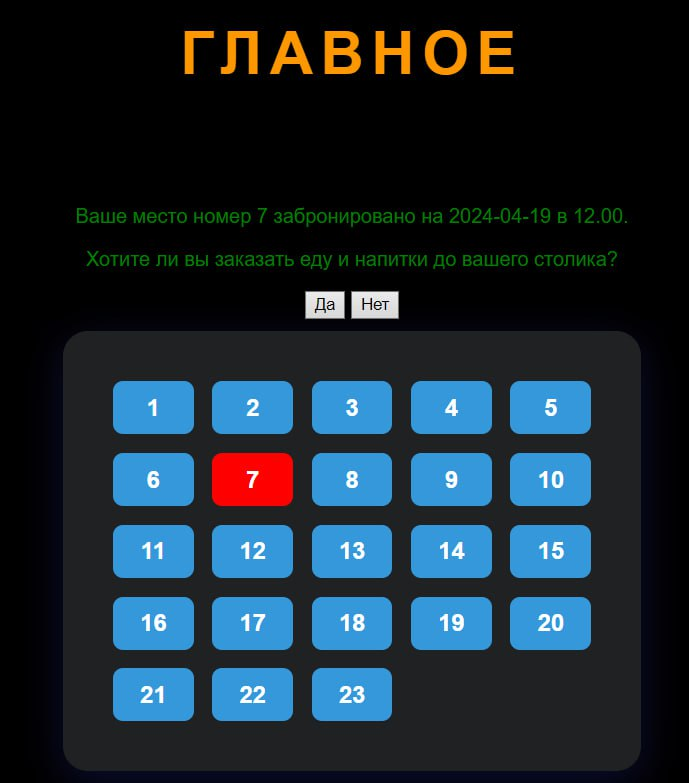 ГЛАВНОЕ
Ваше место номер 7 забронировано на 2024-04-19 в 12.00.
Хотите ли вы заказать еду и напитки до вашего столика?
Да Нет
1 2 3 4 5
6 7 8 9 10
11 12 13 14 15
16 17 18 19 20
21 22 23